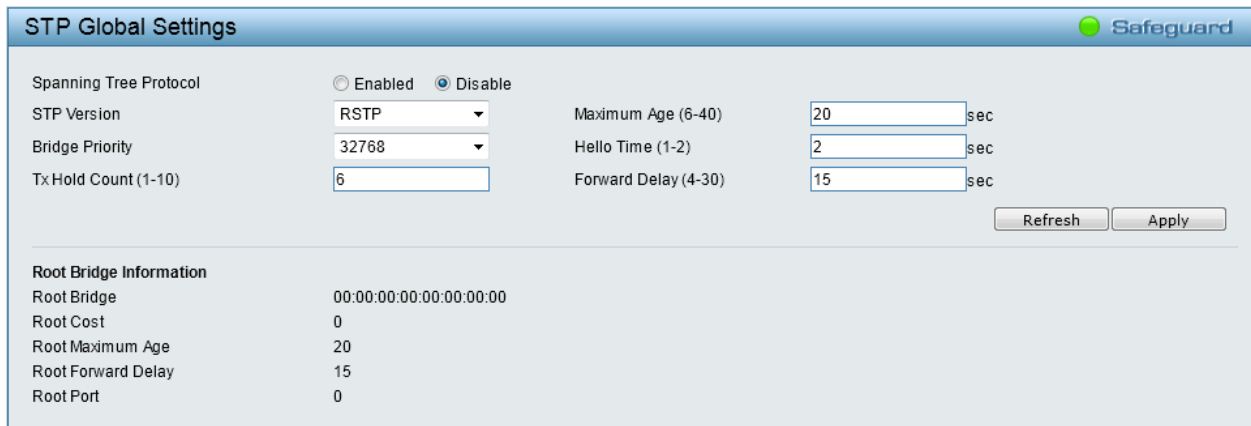 STP Global Settings Safeguard
Spanning Tree Protocol Enabled Disable
STP Version RSTP Maximum Age (6-40) 20 sec
Bridge Priority 32768 Hello Time (1-2) 2 sec
Tx Hold Count (1-10) 6 Forward Delay (4-30) 15 sec
Refresh Apply
Root Bridge Information
Root Bridge 00:00:00:00:00:00:00:00
Root Cost 0
Root Maximum Age 20
Root Forward Delay 15
Root Port 0